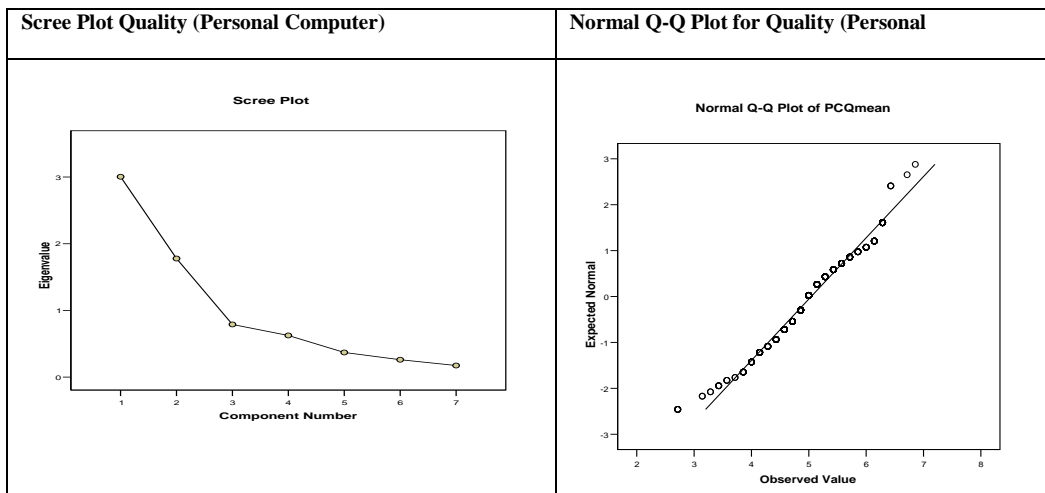 Scree Plot Quality (Personal Computer)
Normal Q-Q Plot for Quality (Personal
Scree Plot
Eigenvalue
3
2
1
0
1 2 3 4 5 6 7
Component Number
Normal Q-Q Plot of PCQmean
Expected Normal
3
2
1
0
-1
-2
-3
2 3 4 5 6 7 8
Observed Value